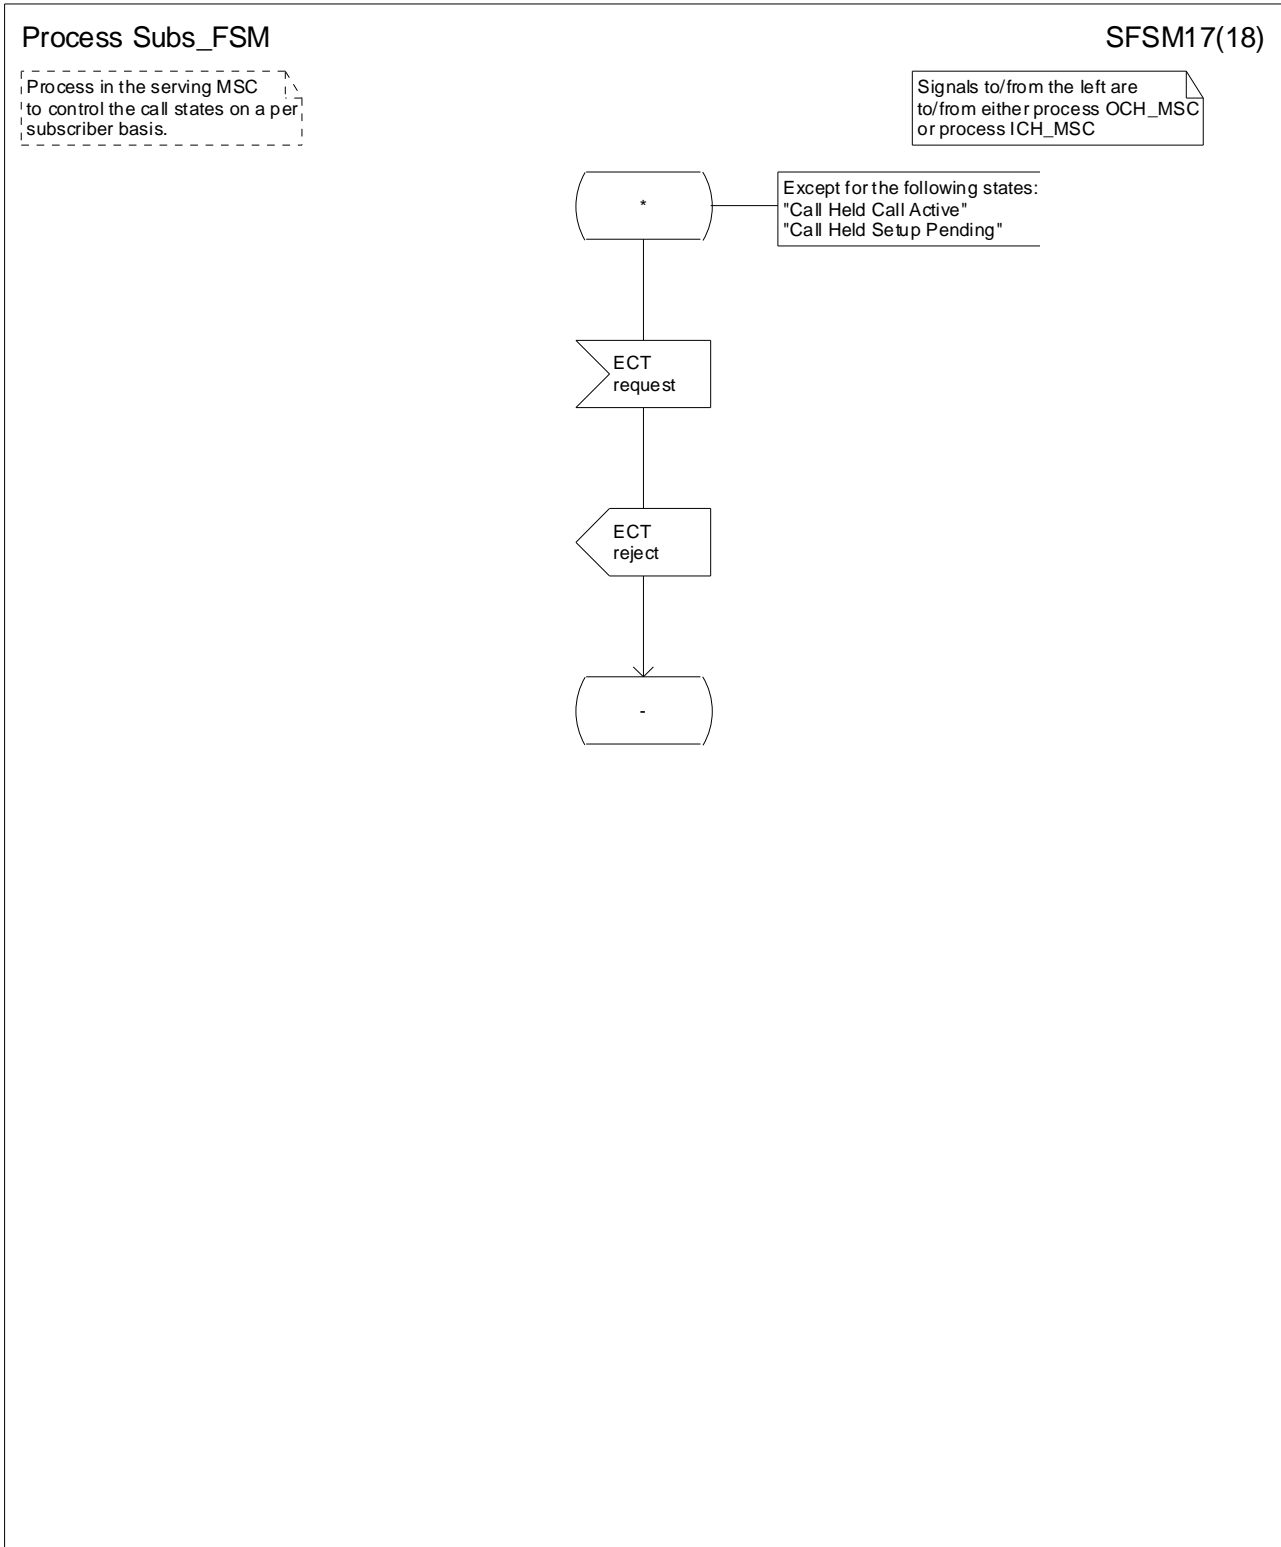 Process Subs_FSM
SFSM17(18)
Process in the serving MSC
to control the call states on a per
subscriber basis.
Signals to/from the left are
to/from either process OCH_MSC
or process ICH_MSC
*
Except for the following states:
"Call Held Call Active"
"Call Held Setup Pending"
ECT
request
ECT
reject
-